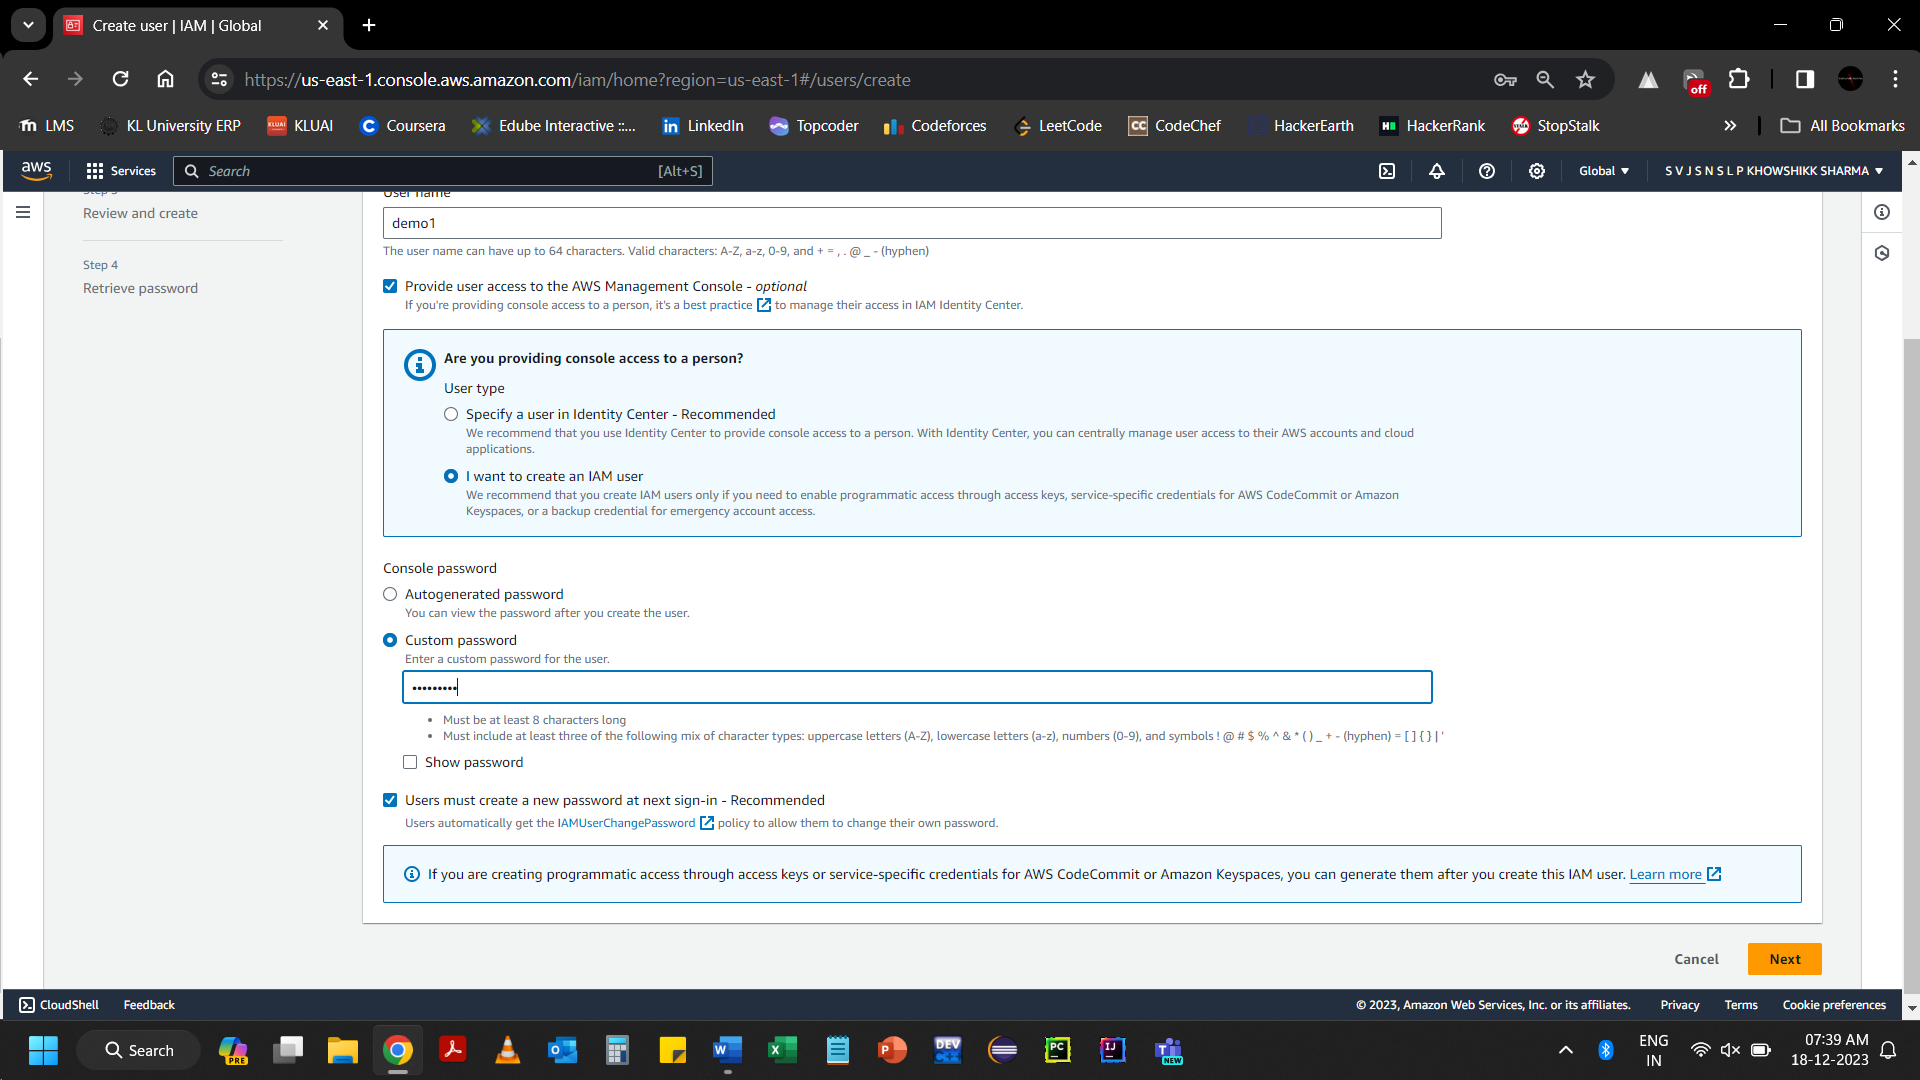 Create user | IAM | Global
https://us-east-1.console.aws.amazon.com/iam/home?region=us-east-1#/users/create
off
LMS
KL University ERP
KLUAI
Coursera
Edube Interactive ::...
LinkedIn
Topcoder
Codeforces
LeetCode
CodeChef
HackerEarth
HackerRank
StopStalk
All Bookmarks
aws
Services
Search
[Alt+S]
Global
S V J S N S L P KHOWSHIKK SHARMA
Review and create
Step 4
Retrieve password
User name
demo1
The user name can have up to 64 characters. Valid characters: A-Z, a-z, 0-9, and + = , . @ _ - (hyphen)
Provide user access to the AWS Management Console - optional
If you're providing console access to a person, it's a best practice to manage their access in IAM Identity Center.
Are you providing console access to a person?
User type
Specify a user in Identity Center - Recommended
We recommend that you use Identity Center to provide console access to a person. With Identity Center, you can centrally manage user access to their AWS accounts and cloud
applications.
I want to create an IAM user
We recommend that you create IAM users only if you need to enable programmatic access through access keys, service-specific credentials for AWS CodeCommit or Amazon
Keyspaces, or a backup credential for emergency account access.
Console password
Autogenerated password
You can view the password after you create the user.
Custom password
Enter a custom password for the user.
•••••••••
Must be at least 8 characters long
Must include at least three of the following mix of character types: uppercase letters (A-Z), lowercase letters (a-z), numbers (0-9), and symbols ! @ # $ % ^ & * ( ) _ + - (hyphen) = [ ] { } | '
Show password
Users must create a new password at next sign-in - Recommended
Users automatically get the IAMUserChangePassword policy to allow them to change their own password.
If you are creating programmatic access through access keys or service-specific credentials for AWS CodeCommit or Amazon Keyspaces, you can generate them after you create this IAM user. Learn more
Cancel
Next
CloudShell
Feedback
© 2023, Amazon Web Services, Inc. or its affiliates.
Privacy
Terms
Cookie preferences
Search
PRE
DEV
PC
IJ
NEW
ENG
IN
07:39 AM
18-12-2023